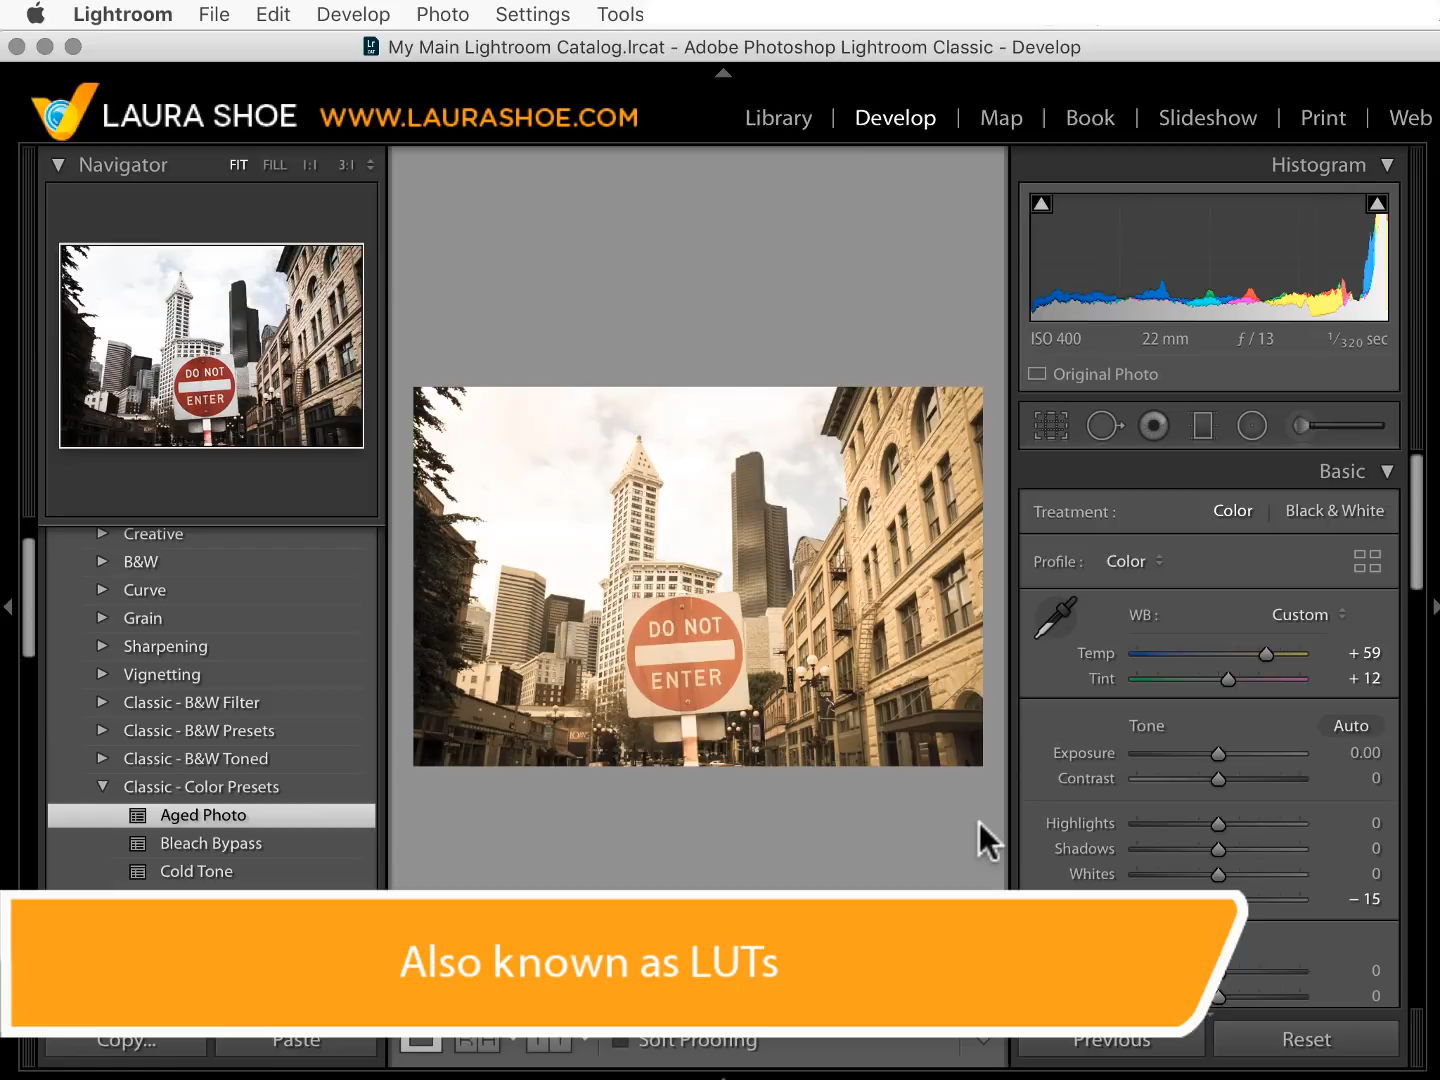 Lightroom File Edit Develop Photo Settings Tools
My Main Lightroom Catalog.lrcat - Adobe Photoshop Lightroom Classic - Develop
LAURA SHOE WWW.LAURASHOE.COM
Library | Develop | Map | Book | Slideshow | Print | Web
Navigator FIT FILL 1:1 3:1
DO NOT
ENTER
Creative
B&W
Curve
Grain
Sharpening
Vignetting
Classic - B&W Filter
Classic - B&W Presets
Classic - B&W Toned
Classic - Color Presets
Aged Photo
Bleach Bypass
Cold Tone
Copy... Paste
DO NOT
ENTER
Soft Proofing
Histogram
ISO 400 22 mm ƒ / 13 1/320 sec
Original Photo
Basic
Treatment : Color | Black & White
Profile : Color
WB : Custom
Temp + 59
Tint + 12
Tone Auto
Exposure 0.00
Contrast 0
Highlights 0
Shadows 0
Whites 0
− 15
0
0
Previous Reset
Also known as LUTs